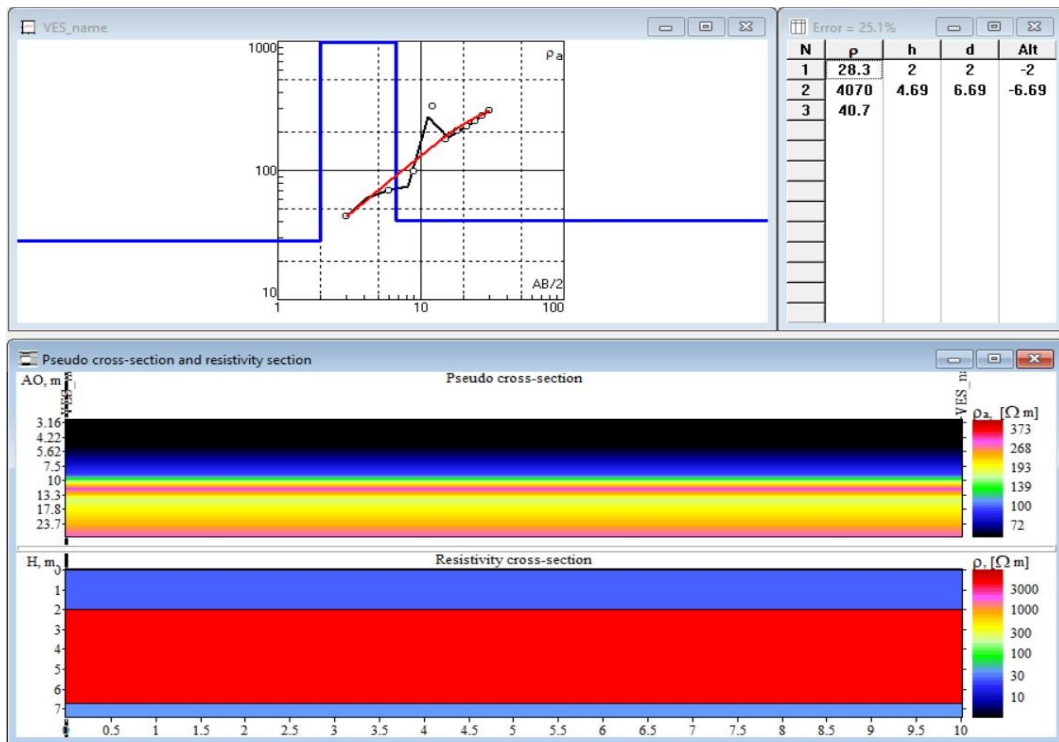 VES_name
1000
ρa
100
10
AB/2
1
10
100
Error = 25.1%
N ρ h d Alt
1 28.3 2 2 -2
2 4070 4.69 6.69 -6.69
3 40.7
Pseudo cross-section and resistivity section
AO, m
Pseudo cross-section
3.16
4.22
5.62
7.5
10
13.3
17.8
23.7
ρa, [Ω m]
373
268
193
139
100
72
H, m
Resistivity cross-section
0
1
2
3
4
5
6
7
ρ, [Ω m]
3000
1000
300
100
30
10
0 0.5 1 1.5 2 2.5 3 3.5 4 4.5 5 5.5 6 6.5 7 7.5 8 8.5 9 9.5 10